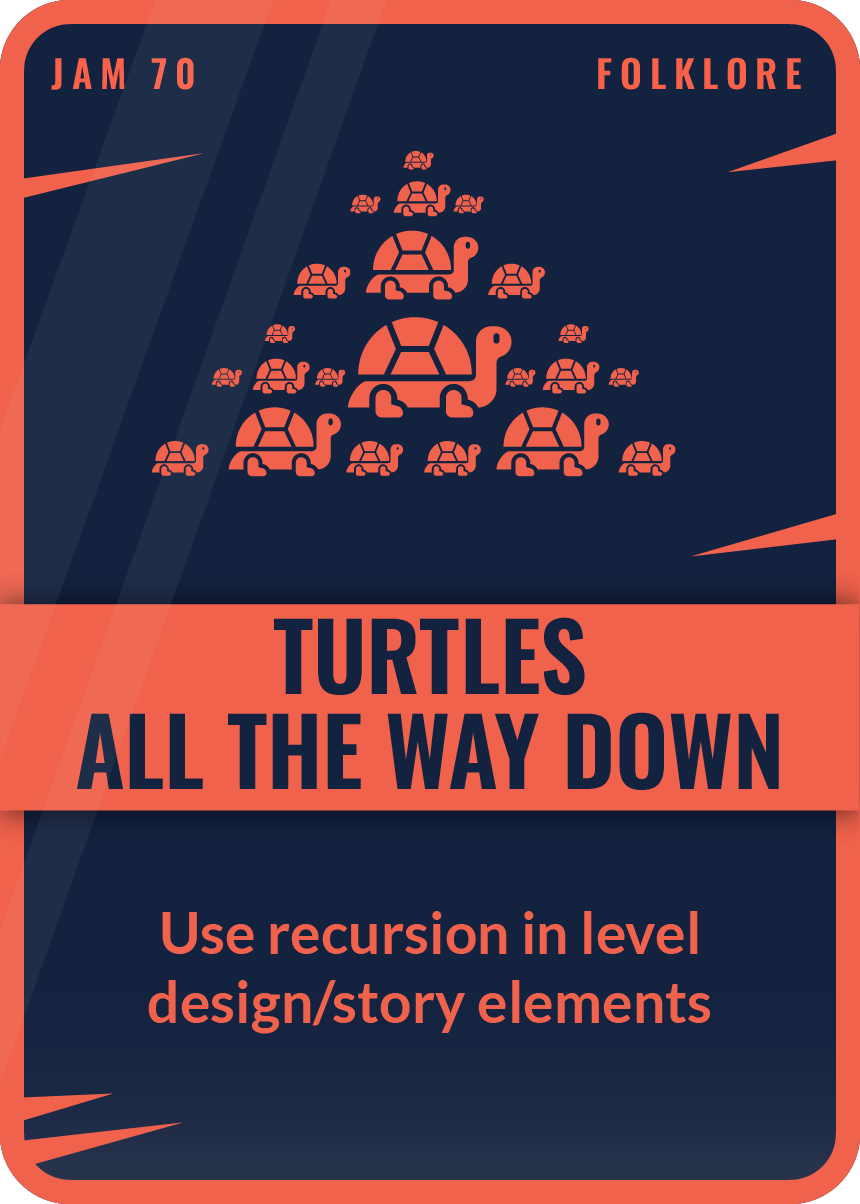 JAM 70
FOLKLORE
TURTLES
ALL THE WAY DOWN
Use recursion in level
design/story elements